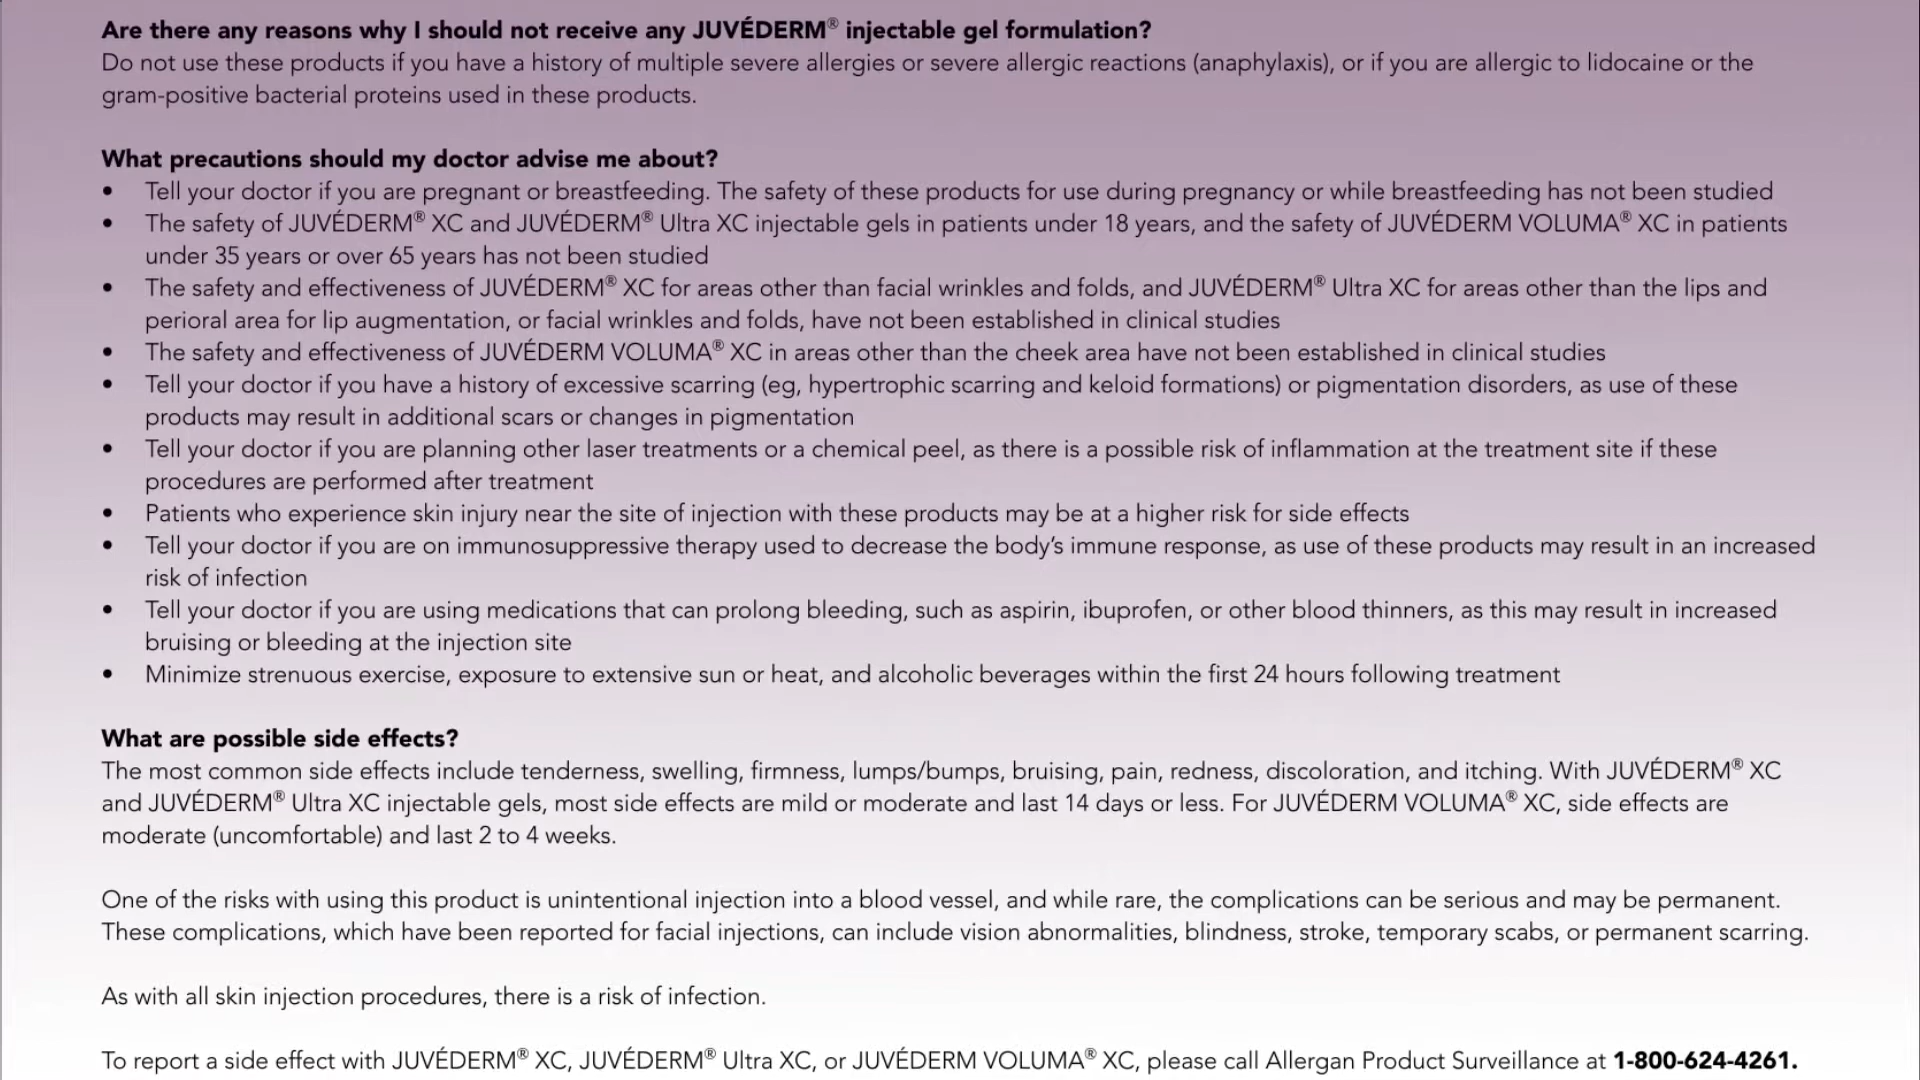 Are there any reasons why I should not receive any JUVÉDERM® injectable gel formulation?
Do not use these products if you have a history of multiple severe allergies or severe allergic reactions (anaphylaxis), or if you are allergic to lidocaine or the
gram-positive bacterial proteins used in these products.
What precautions should my doctor advise me about?
• Tell your doctor if you are pregnant or breastfeeding. The safety of these products for use during pregnancy or while breastfeeding has not been studied
• The safety of JUVÉDERM® XC and JUVÉDERM® Ultra XC injectable gels in patients under 18 years, and the safety of JUVÉDERM VOLUMA® XC in patients
under 35 years or over 65 years has not been studied
• The safety and effectiveness of JUVÉDERM® XC for areas other than facial wrinkles and folds, and JUVÉDERM® Ultra XC for areas other than the lips and
perioral area for lip augmentation, or facial wrinkles and folds, have not been established in clinical studies
• The safety and effectiveness of JUVÉDERM VOLUMA® XC in areas other than the cheek area have not been established in clinical studies
• Tell your doctor if you have a history of excessive scarring (eg, hypertrophic scarring and keloid formations) or pigmentation disorders, as use of these
products may result in additional scars or changes in pigmentation
• Tell your doctor if you are planning other laser treatments or a chemical peel, as there is a possible risk of inflammation at the treatment site if these
procedures are performed after treatment
• Patients who experience skin injury near the site of injection with these products may be at a higher risk for side effects
• Tell your doctor if you are on immunosuppressive therapy used to decrease the body’s immune response, as use of these products may result in an increased
risk of infection
• Tell your doctor if you are using medications that can prolong bleeding, such as aspirin, ibuprofen, or other blood thinners, as this may result in increased
bruising or bleeding at the injection site
• Minimize strenuous exercise, exposure to extensive sun or heat, and alcoholic beverages within the first 24 hours following treatment
What are possible side effects?
The most common side effects include tenderness, swelling, firmness, lumps/bumps, bruising, pain, redness, discoloration, and itching. With JUVÉDERM® XC
and JUVÉDERM® Ultra XC injectable gels, most side effects are mild or moderate and last 14 days or less. For JUVÉDERM VOLUMA® XC, side effects are
moderate (uncomfortable) and last 2 to 4 weeks.
One of the risks with using this product is unintentional injection into a blood vessel, and while rare, the complications can be serious and may be permanent.
These complications, which have been reported for facial injections, can include vision abnormalities, blindness, stroke, temporary scabs, or permanent scarring.
As with all skin injection procedures, there is a risk of infection.
To report a side effect with JUVÉDERM® XC, JUVÉDERM® Ultra XC, or JUVÉDERM VOLUMA® XC, please call Allergan Product Surveillance at 1-800-624-4261.